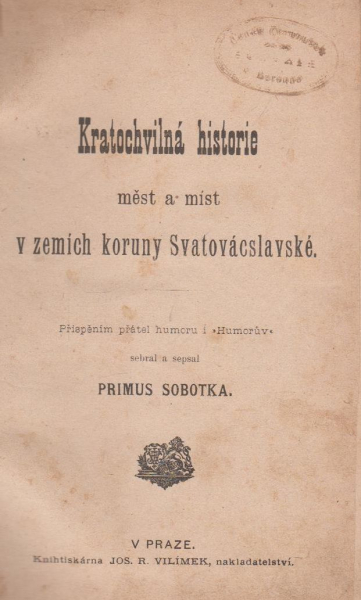 Kratochvilná historie
měst a míst
v zemích koruny Svatovácslavské.
Přispěním přátel humoru i »Humorův«
sebral a sepsal
PRIMUS SOBOTKA.
V PRAZE.
Knihtiskárna JOS. R. VILÍMEK, nakladatelství.